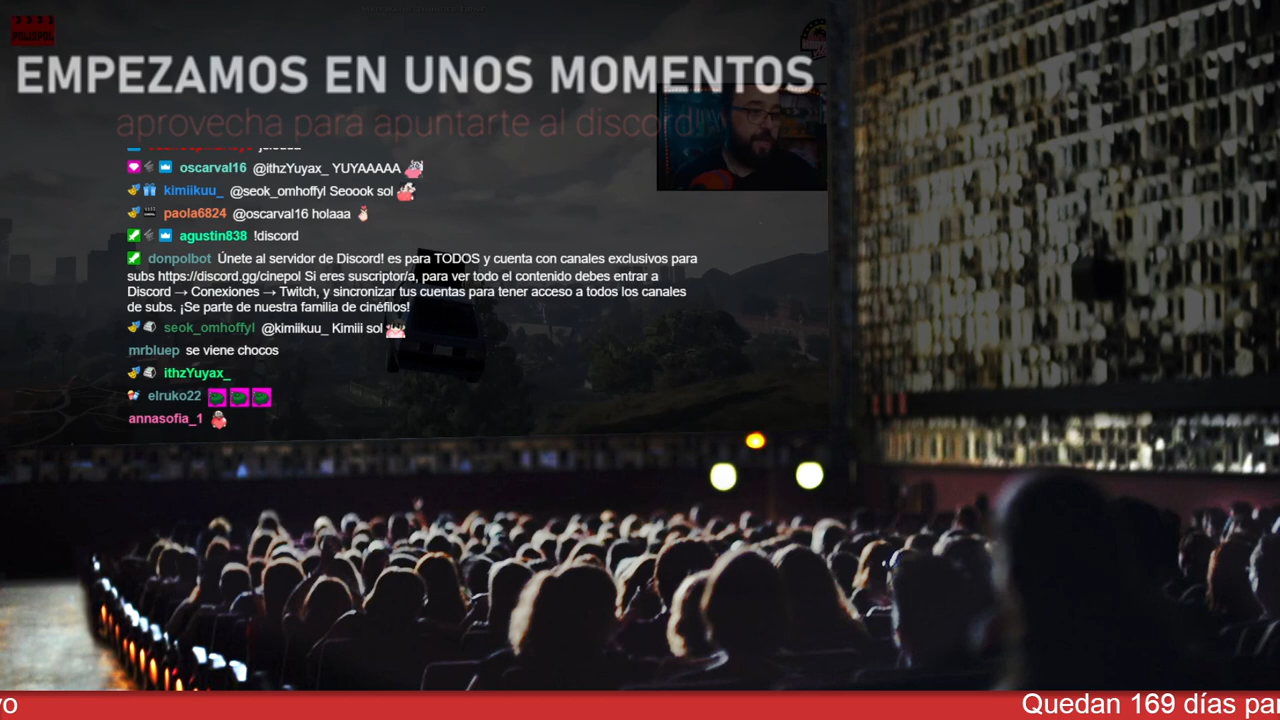 EMPEZAMOS EN UNOS MOMENTOS
aprovecha para apuntarte al discord
oscarval16 @ithzYuyax_ YUYAAAAA
kimiikuu_ @seok_omhoffyl Seoook sol
paola6824 @oscarval16 holaaa
agustin838 !discord
donpolbot Únete al servidor de Discord! es para TODOS y cuenta con canales exclusivos para
subs https://discord.gg/cinepol Si eres suscriptor/a, para ver todo el contenido debes entrar a
Discord → Conexiones → Twitch, y sincronizar tus cuentas para tener acceso a todos los canales
de subs. ¡Se parte de nuestra familia de cinéfilos!
seok_omhoffyl @kimiikuu_ Kimiii sol
mrbluep se viene chocos
ithzYuyax_
elruko22
annasofia_1
vo Quedan 169 días par